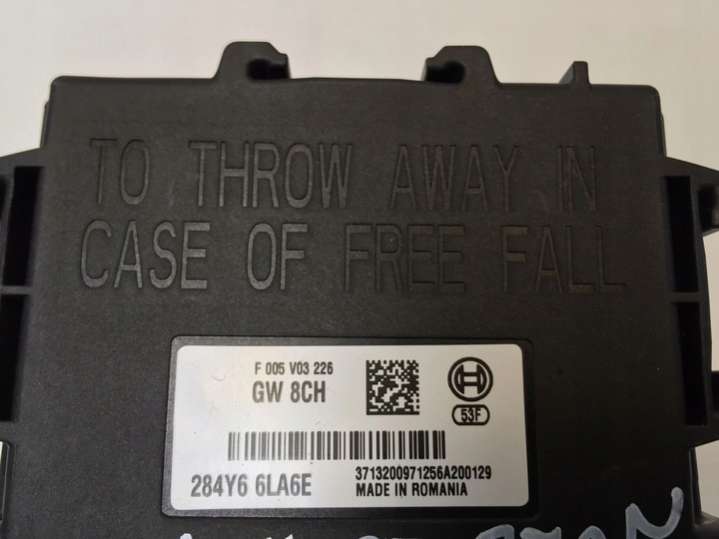 TO THROW AWAY IN
CASE OF FREE FALL
F 005 V03 226
GW 8CH
53F
284Y6 6LA6E
3713200971256A200129
MADE IN ROMANIA